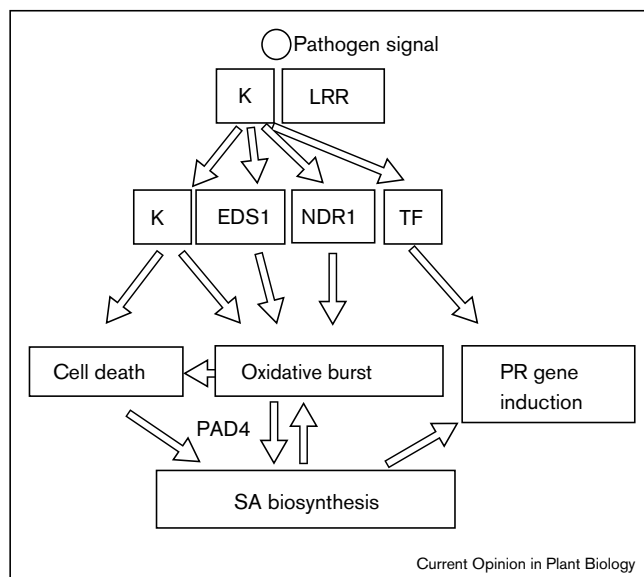 Pathogen signal
K LRR
K EDS1 NDR1 TF
Cell death Oxidative burst PR gene
induction
PAD4
SA biosynthesis
Current Opinion in Plant Biology